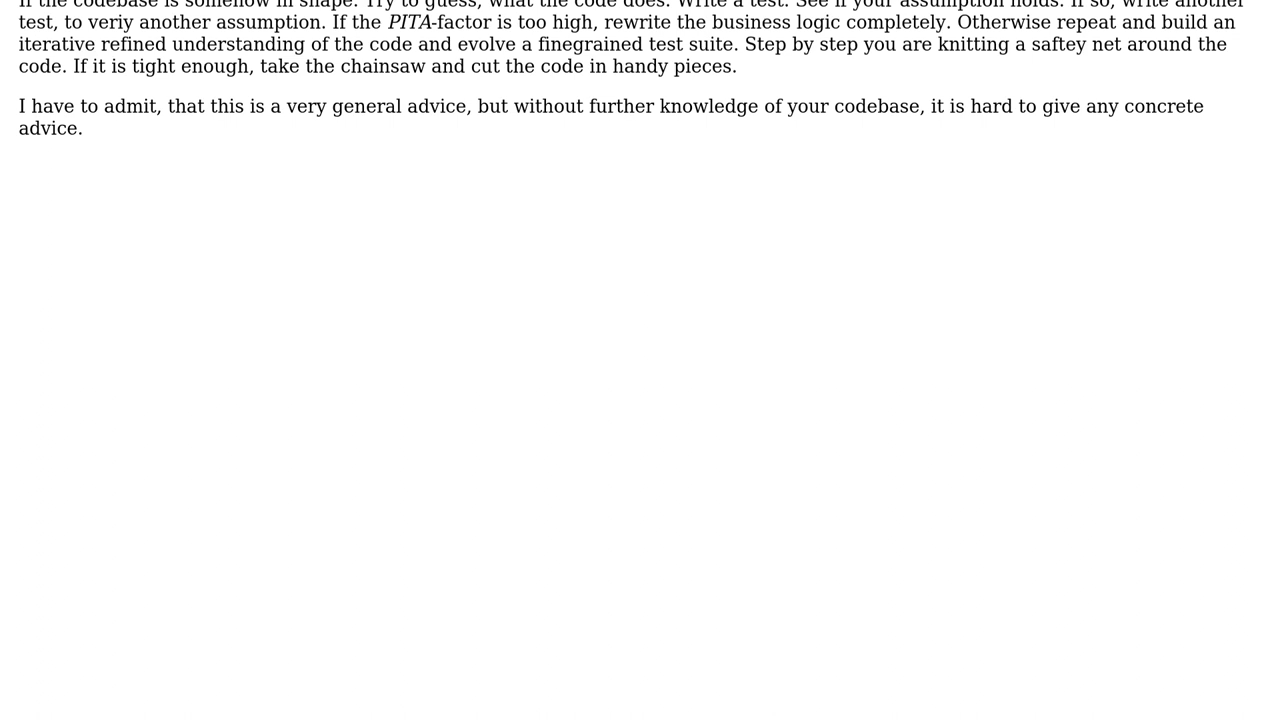 If the codebase is somehow in shape. Try to guess, what the code does. Write a test. See if your assumption holds. If so, write another
test, to veriy another assumption. If the PITA-factor is too high, rewrite the business logic completely. Otherwise repeat and build an
iterative refined understanding of the code and evolve a finegrained test suite. Step by step you are knitting a saftey net around the
code. If it is tight enough, take the chainsaw and cut the code in handy pieces.
I have to admit, that this is a very general advice, but without further knowledge of your codebase, it is hard to give any concrete
advice.